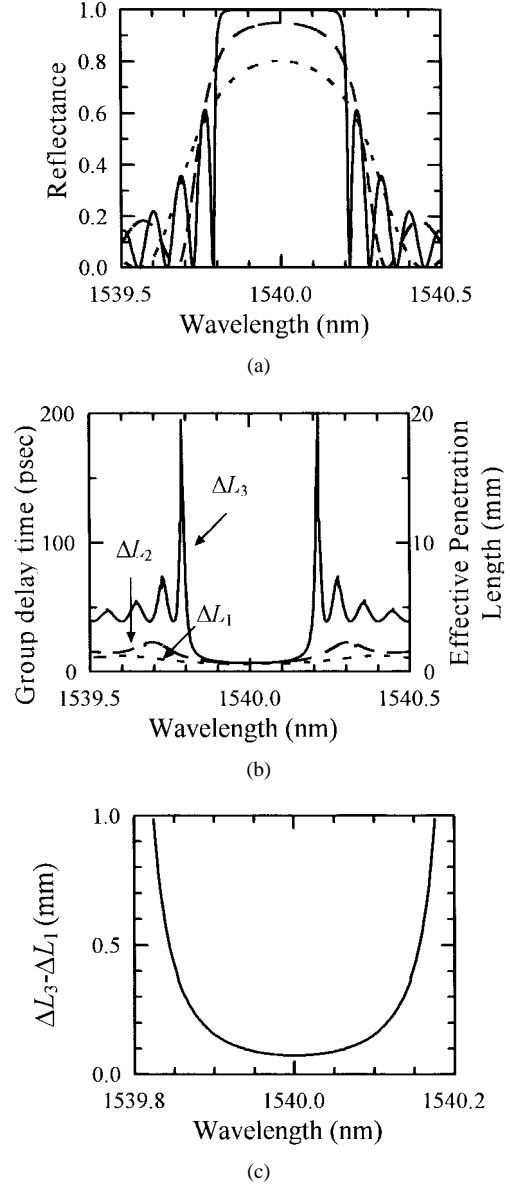 1.0
0.8
0.6
0.4
0.2
0.0
Reflectance
1539.5 1540.0 1540.5
Wavelength (nm)
(a)
200
100
0
Group delay time (psec)
20
10
0
Effective Penetration
Length (mm)
ΔL3
ΔL2
ΔL1
1539.5 1540.0 1540.5
Wavelength (nm)
(b)
1.0
0.5
0.0
ΔL3-ΔL1 (mm)
1539.8 1540.0 1540.2
Wavelength (nm)
(c)